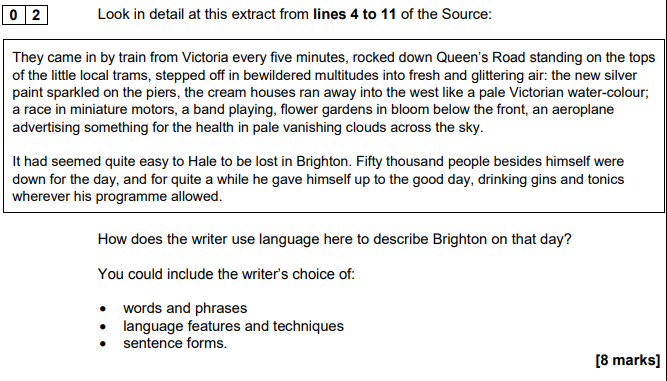 0 2 Look in detail at this extract from lines 4 to 11 of the Source:
They came in by train from Victoria every five minutes, rocked down Queen's Road standing on the tops
of the little local trams, stepped off in bewildered multitudes into fresh and glittering air: the new silver
paint sparkled on the piers, the cream houses ran away into the west like a pale Victorian water-colour;
a race in miniature motors, a band playing, flower gardens in bloom below the front, an aeroplane
advertising something for the health in pale vanishing clouds across the sky.
It had seemed quite easy to Hale to be lost in Brighton. Fifty thousand people besides himself were
down for the day, and for quite a while he gave himself up to the good day, drinking gins and tonics
wherever his programme allowed.
How does the writer use language here to describe Brighton on that day?
You could include the writer's choice of:
• words and phrases
• language features and techniques
• sentence forms.
[8 marks]